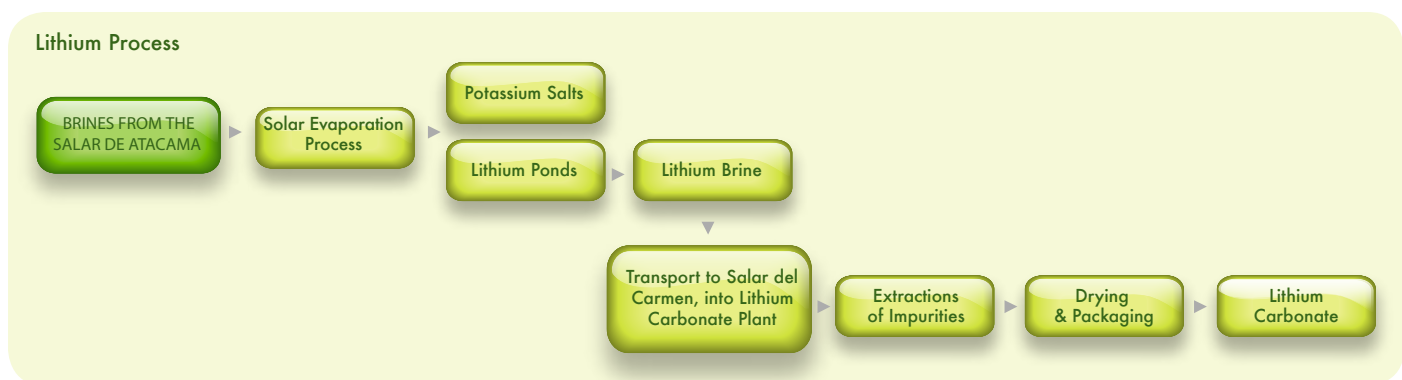 Lithium Process
BRINES FROM THE
SALAR DE ATACAMA
Solar Evaporation
Process
Potassium Salts
Lithium Ponds
Lithium Brine
Transport to Salar del
Carmen, into Lithium
Carbonate Plant
Extractions
of Impurities
Drying
& Packaging
Lithium
Carbonate